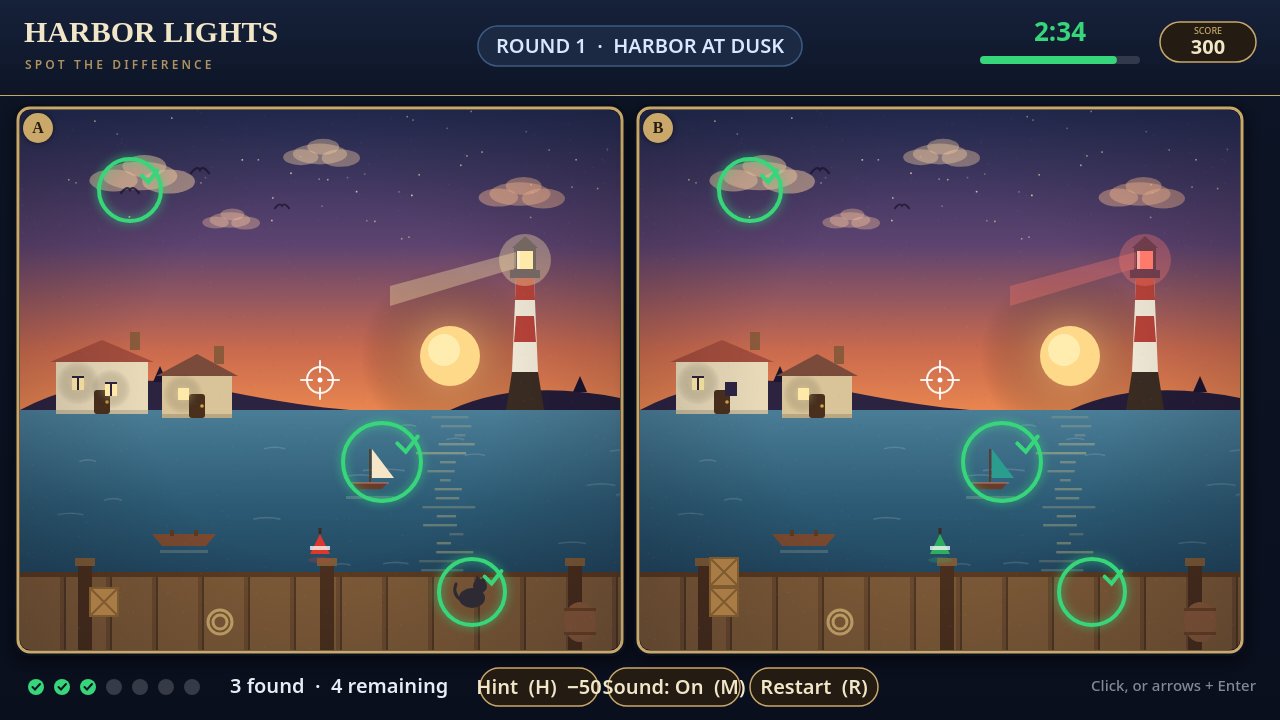 HARBOR LIGHTS
SPOT THE DIFFERENCE
ROUND 1 · HARBOR AT DUSK
2:34
SCORE
300
A
B
3 found · 4 remaining
Hint (H) −50
Sound: On (M)
Restart (R)
Click, or arrows + Enter